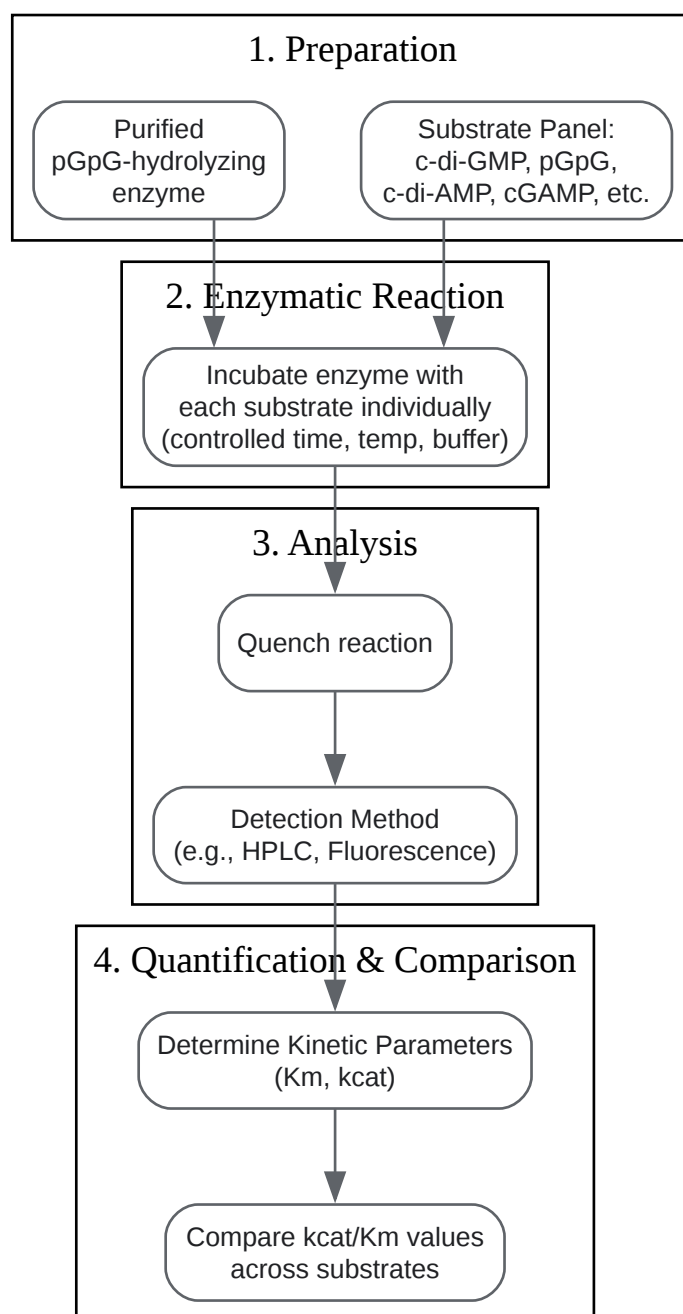 1. Preparation
Purified
pGpG-hydrolyzing
enzyme
Substrate Panel:
c-di-GMP, pGpG,
c-di-AMP, cGAMP, etc.
2. Enzymatic Reaction
Incubate enzyme with
each substrate individually
(controlled time, temp, buffer)
3. Analysis
Quench reaction
Detection Method
(e.g., HPLC, Fluorescence)
4. Quantification & Comparison
Determine Kinetic Parameters
(Km, kcat)
Compare kcat/Km values
across substrates